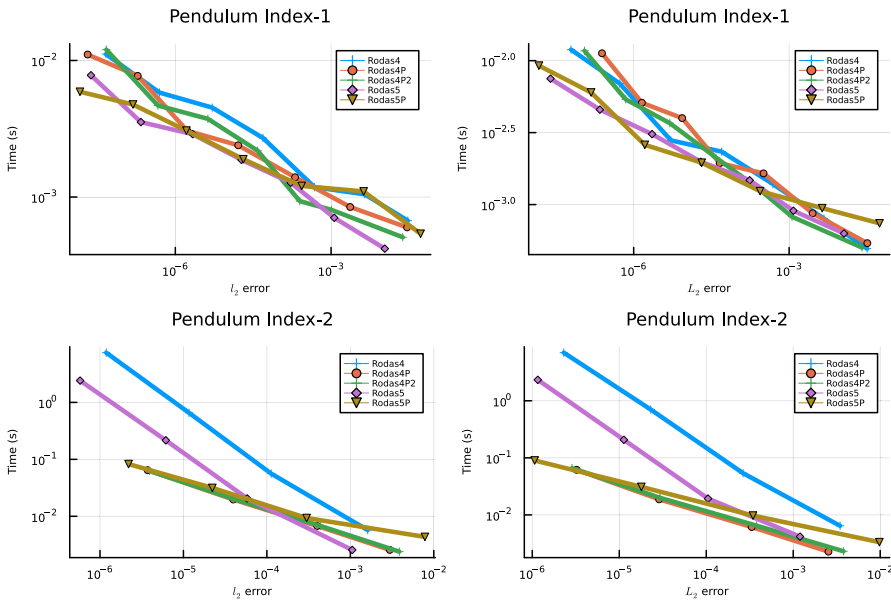 Pendulum Index-1
Time (s)
10⁻²
10⁻³
10⁻⁶
10⁻³
l₂ error
Rodas4
Rodas4P
Rodas4P2
Rodas5
Rodas5P
Pendulum Index-1
Time (s)
10⁻²·⁰
10⁻²·⁵
10⁻³·⁰
10⁻⁶
10⁻³
L₂ error
Rodas4
Rodas4P
Rodas4P2
Rodas5
Rodas5P
Pendulum Index-2
Time (s)
10⁰
10⁻¹
10⁻²
10⁻⁶
10⁻⁵
10⁻⁴
10⁻³
10⁻²
l₂ error
Rodas4
Rodas4P
Rodas4P2
Rodas5
Rodas5P
Pendulum Index-2
Time (s)
10⁰
10⁻¹
10⁻²
10⁻⁶
10⁻⁵
10⁻⁴
10⁻³
10⁻²
L₂ error
Rodas4
Rodas4P
Rodas4P2
Rodas5
Rodas5P